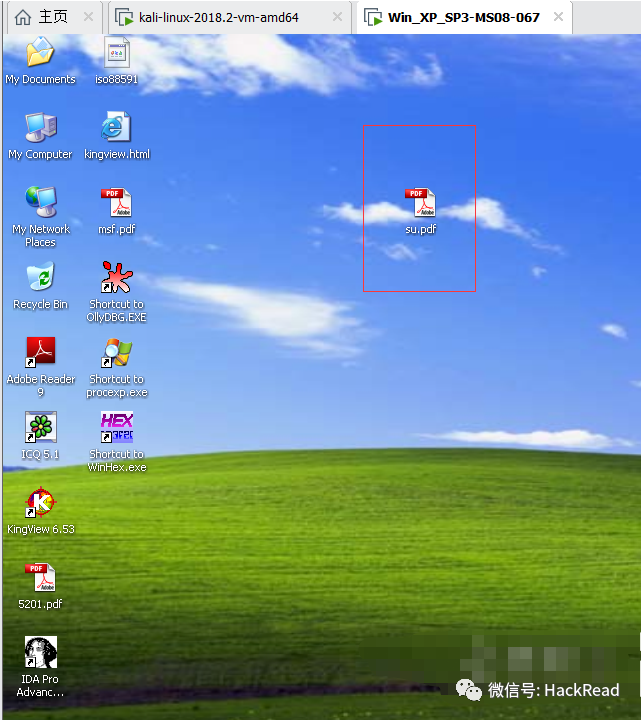 主页
kali-linux-2018.2-vm-amd64
Win_XP_SP3-MS08-067
My Documents
iso88591
My Computer
kingview.html
My Network
Places
msf.pdf
su.pdf
Recycle Bin
Shortcut to
OllyDBG.EXE
Adobe Reader
9
Shortcut to
procexp.exe
ICQ 5.1
HEX
Shortcut to
WinHex.exe
KingView 6.53
PDF
Adobe
5201.pdf
IDA Pro
Advanc...
微信号: HackRead